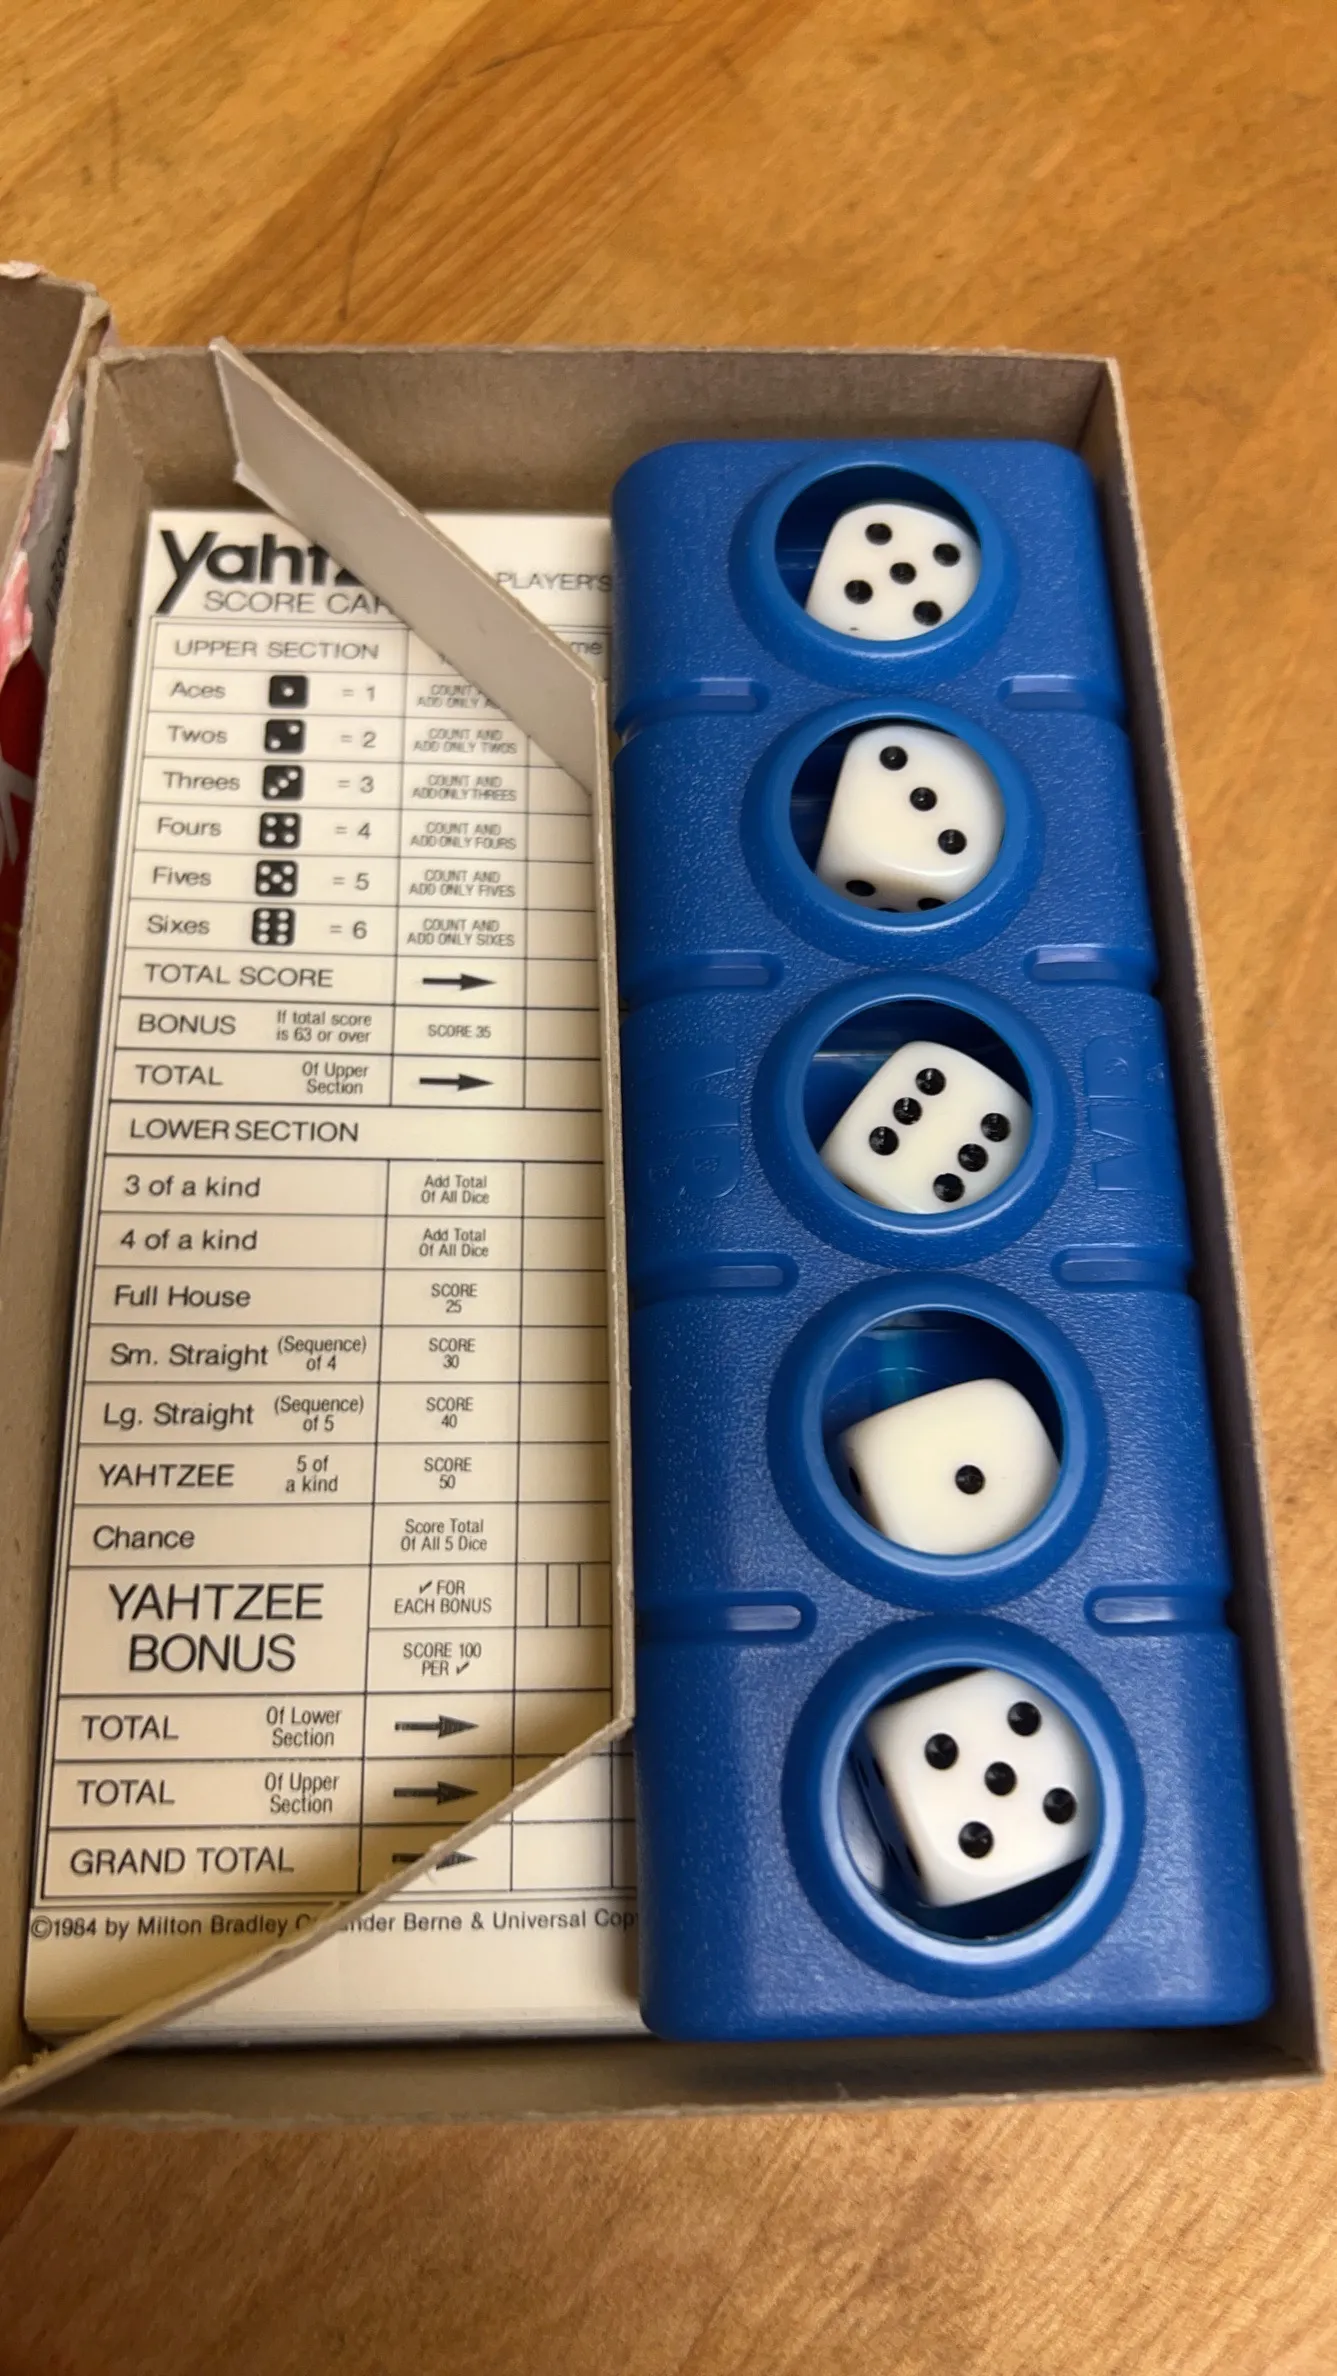 Yaht
SCORE CAR
PLAYER'S
UPPER SECTION
Aces = 1 COUNT ADD ONLY
Twos = 2 COUNT AND ADD ONLY TWOS
Threes = 3 COUNT AND ADD ONLY THREES
Fours = 4 COUNT AND ADD ONLY FOURS
Fives = 5 COUNT AND ADD ONLY FIVES
Sixes = 6 COUNT AND ADD ONLY SIXES
TOTAL SCORE
BONUS If total score is 63 or over SCORE 35
TOTAL Of Upper Section
LOWER SECTION
3 of a kind Add Total Of All Dice
4 of a kind Add Total Of All Dice
Full House SCORE 25
Sm. Straight (Sequence) of 4 SCORE 30
Lg. Straight (Sequence) of 5 SCORE 40
YAHTZEE 5 of a kind SCORE 50
Chance Score Total Of All 5 Dice
YAHTZEE BONUS ✓ FOR EACH BONUS
SCORE 100 PER ✓
TOTAL Of Lower Section
TOTAL Of Upper Section
GRAND TOTAL
©1984 by Milton Bradley under Berne & Universal Cop